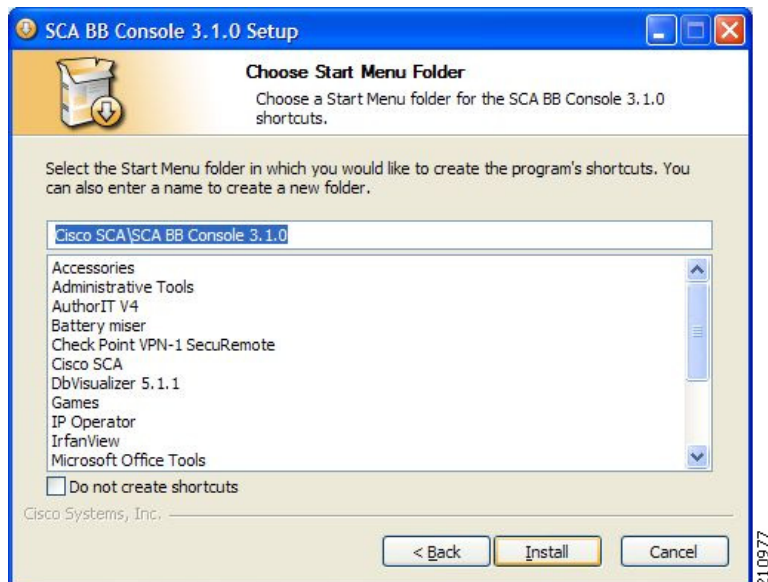 SCA BB Console 3.1.0 Setup
Choose Start Menu Folder
Choose a Start Menu folder for the SCA BB Console 3.1.0
shortcuts.
Select the Start Menu folder in which you would like to create the program's shortcuts. You
can also enter a name to create a new folder.
Cisco SCA\SCA BB Console 3.1.0
Accessories
Administrative Tools
AuthorIT V4
Battery miser
Check Point VPN-1 SecuRemote
Cisco SCA
DbVisualizer 5.1.1
Games
IP Operator
IrfanView
Microsoft Office Tools
Do not create shortcuts
Cisco Systems, Inc.
< Back
Install
Cancel
210977